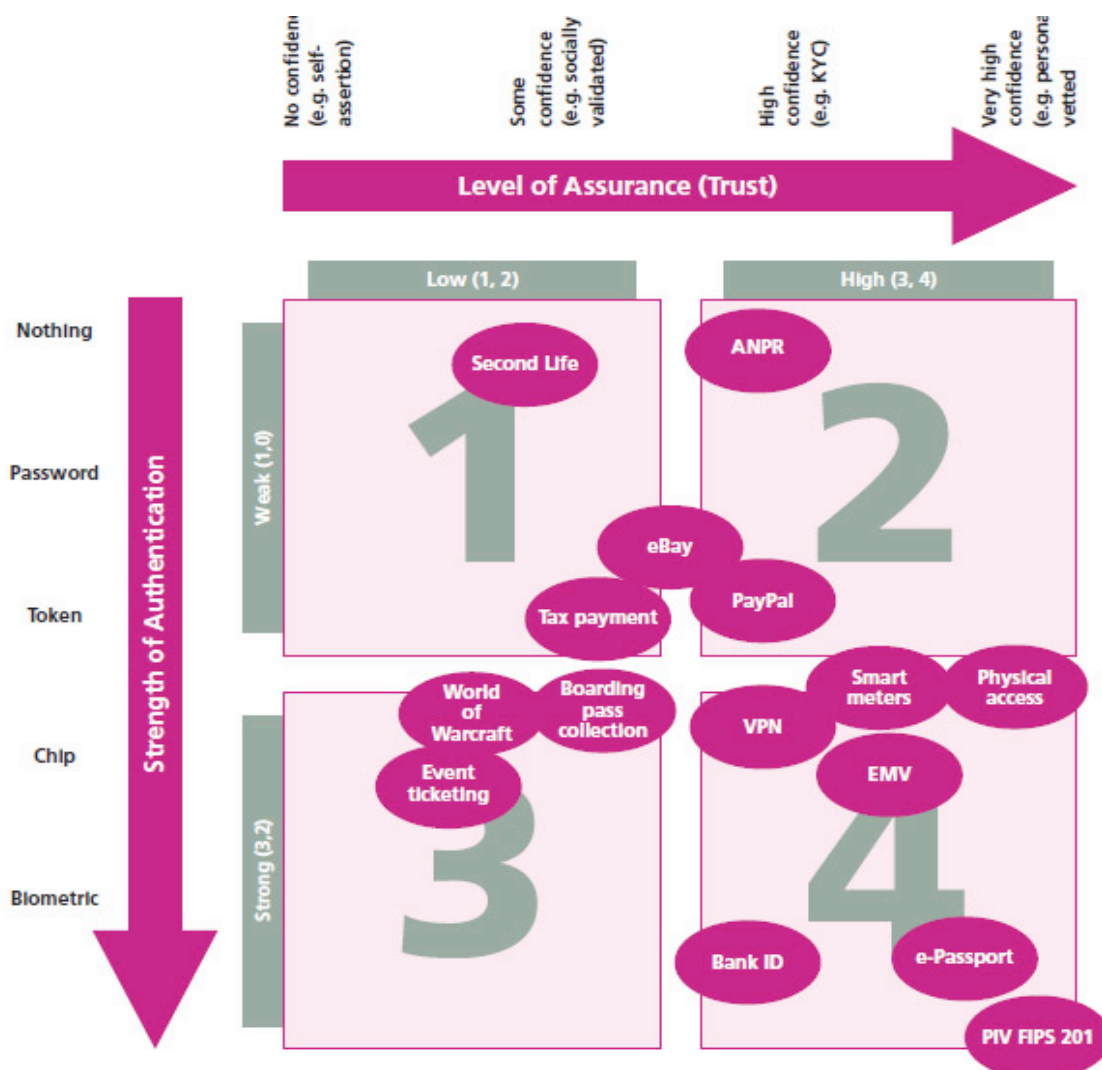 No confidenc
(e.g. self-
assertion)
Some
confidence
(e.g. socially
validated)
High
confidence
(e.g. KYC)
Very high
confidence
(e.g. persona
vetted
Level of Assurance (Trust)
Low (1, 2)
High (3, 4)
Strength of Authentication
Nothing
Password
Token
Chip
Biometric
Weak (1,0)
Strong (3,2)
1
Second Life
2
ANPR
eBay
PayPal
Tax payment
3
World
of
Warcraft
Boarding
pass
collection
Event
ticketing
4
Smart
meters
Physical
access
VPN
EMV
Bank ID
e-Passport
PIV FIPS 201